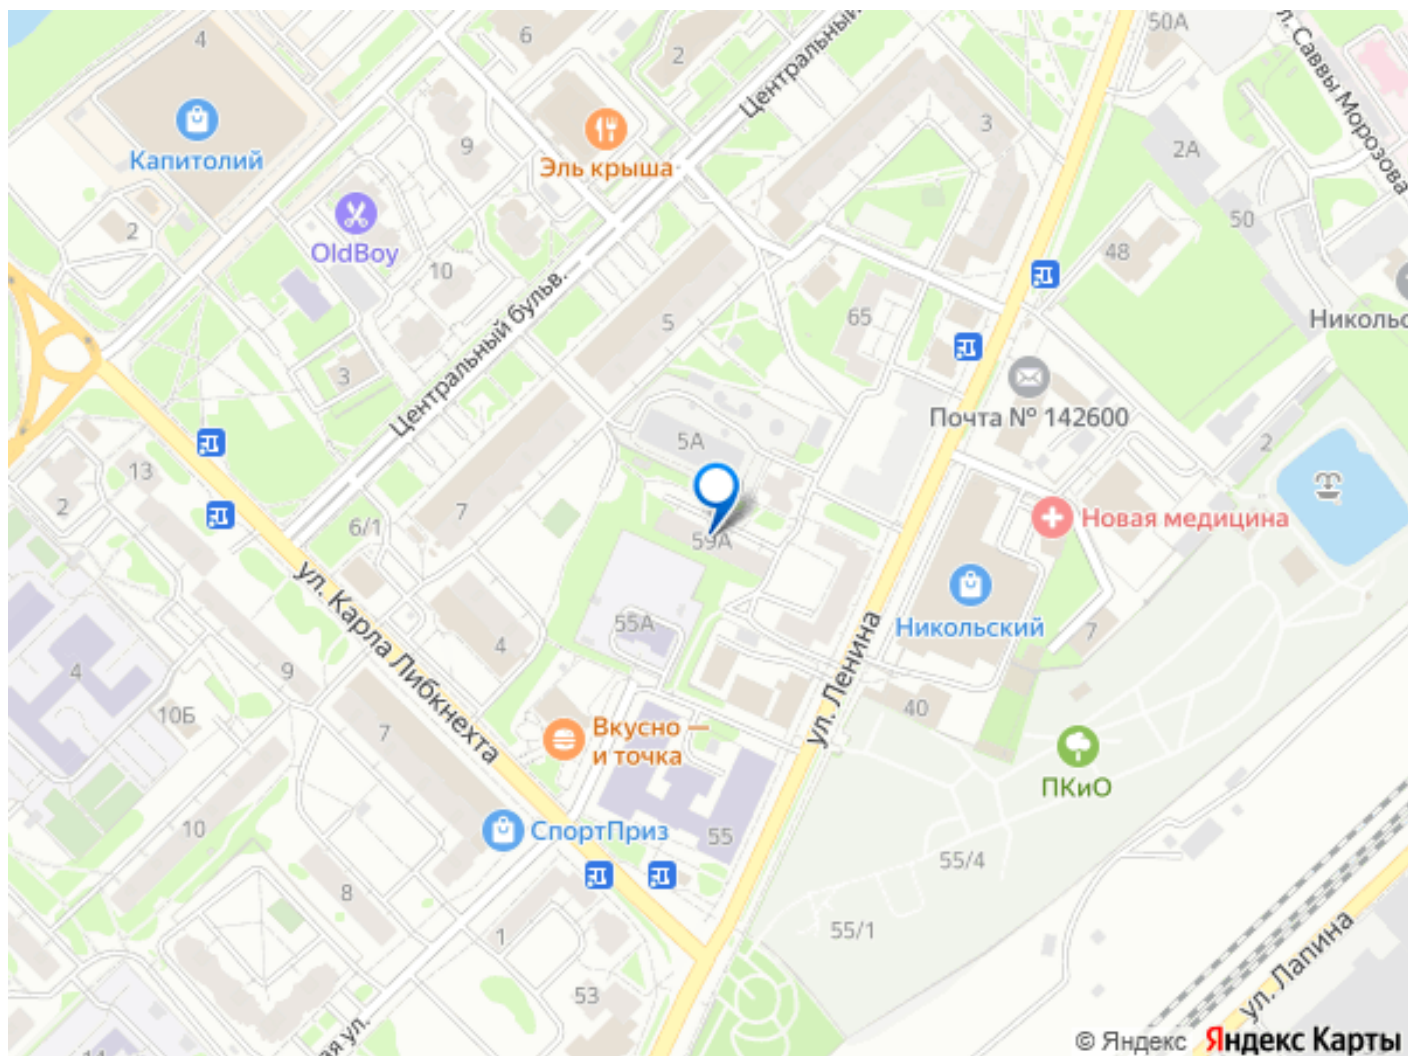 4
6
2
Центральный
50А
л. Саввы Морозова
Капитолий
9
Эль крыша
3
2А
2
OldBoy
10
50
48
Центральный бульв.
5
65
Никольс
3
Почта № 142600
5А
2
13
2
6/1
7
59А
Новая медицина
ул. Карла Либкнехта
4
55А
Никольский
7
4
9
10Б
7
ул. Ленина
40
Вкусно —
и точка
ПКиО
10
СпортПриз
55
55/4
8
1
55/1
53
ул. Лапина
ая ул.
© Яндекс Яндекс Карты